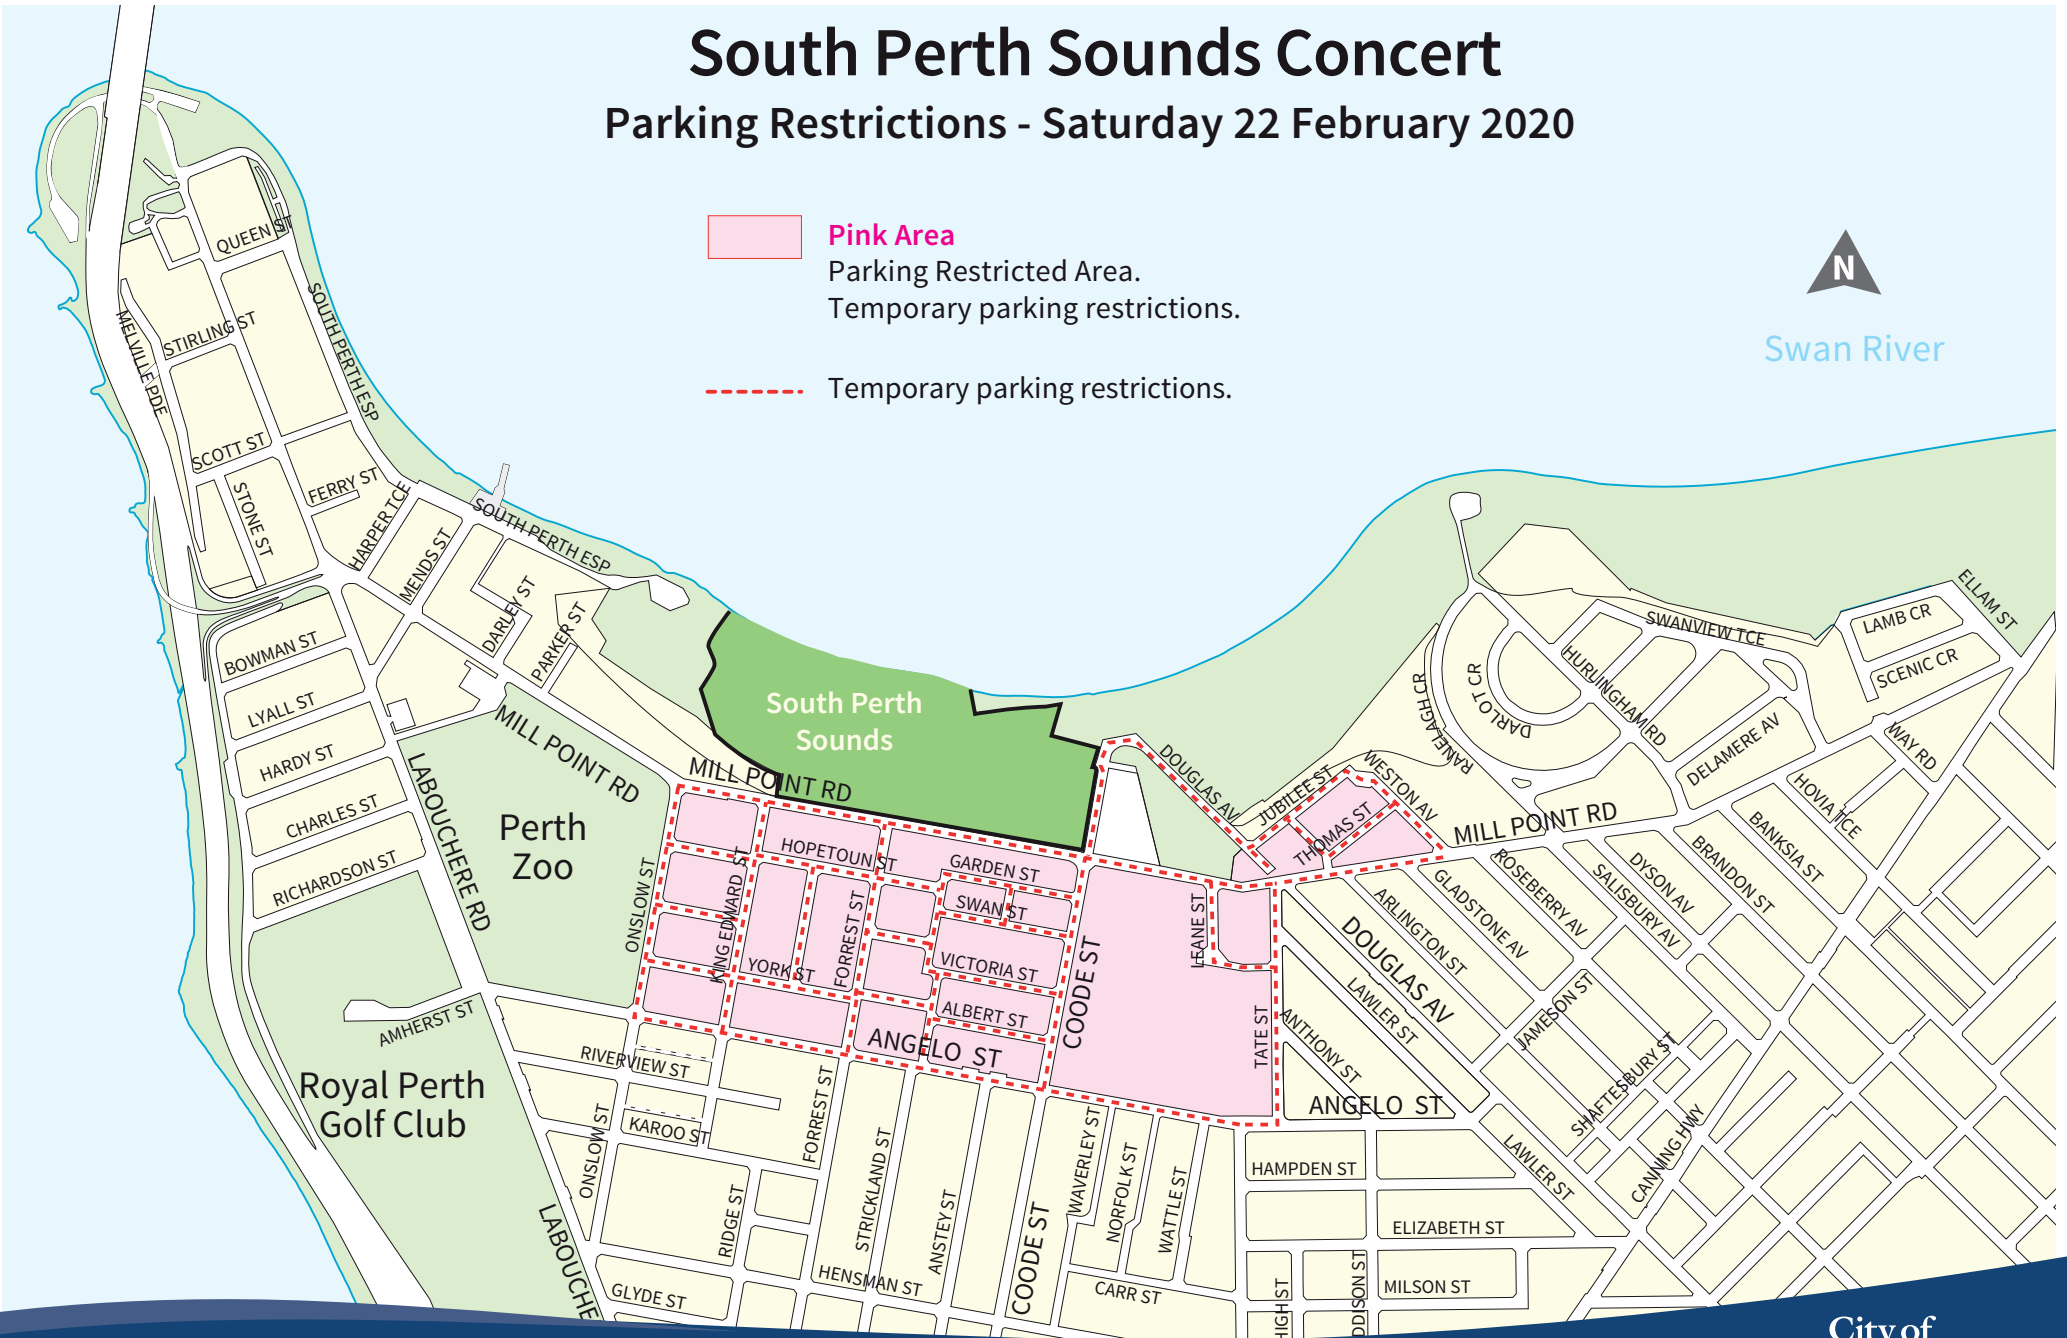 South Perth Sounds Concert
Parking Restrictions - Saturday 22 February 2020
Pink Area
Parking Restricted Area.
Temporary parking restrictions.
Temporary parking restrictions.
N
Swan River
QUEEN ST
SOUTH PERTH ESP
MELVILLE PDE
STIRLING ST
SCOTT ST
STONE ST
FERRY ST
HARPER TCE
MENDS ST
SOUTH PERTH ESP
DARLEY ST
PARKER ST
BOWMAN ST
LYALL ST
HARDY ST
CHARLES ST
RICHARDSON ST
LABOUCHERE RD
MILL POINT RD
Perth
Zoo
South Perth
Sounds
MILL POINT RD
DOUGLAS AV
JUBILEE ST
WESTON AV
THOMAS ST
MILL POINT RD
RANELAGH CR
DARLOT CR
HURLINGHAM RD
SWANVIEW TCE
DELAMERE AV
LAMB CR
SCENIC CR
ELLAM ST
WAY RD
HOVIA TCE
BANKSIA ST
BRANDON ST
DYSON AV
SALISBURY AV
ROSEBERRY AV
GLADSTONE AV
ARLINGTON ST
DOUGLAS AV
LAWLER ST
ANTHONY ST
JAMESON ST
SHAFTESBURY ST
CANNING HWY
LAWLER ST
HOPETOUN ST
GARDEN ST
SWAN ST
VICTORIA ST
ALBERT ST
ANGELO ST
YORK ST
ONSLOW ST
KING EDWARD ST
FORREST ST
COODE ST
LEANE ST
TATE ST
ANGELO ST
AMHERST ST
Royal Perth
Golf Club
RIVERVIEW ST
KAROO ST
ONSLOW ST
FORREST ST
RIDGE ST
STRICKLAND ST
ANSTEY ST
COODE ST
WAVERLEY ST
NORFOLK ST
WATTLE ST
HAMPDEN ST
ELIZABETH ST
MILSON ST
HIGH ST
DDISON ST
CARR ST
HENSMAN ST
GLYDE ST
LABOUCHE
City of